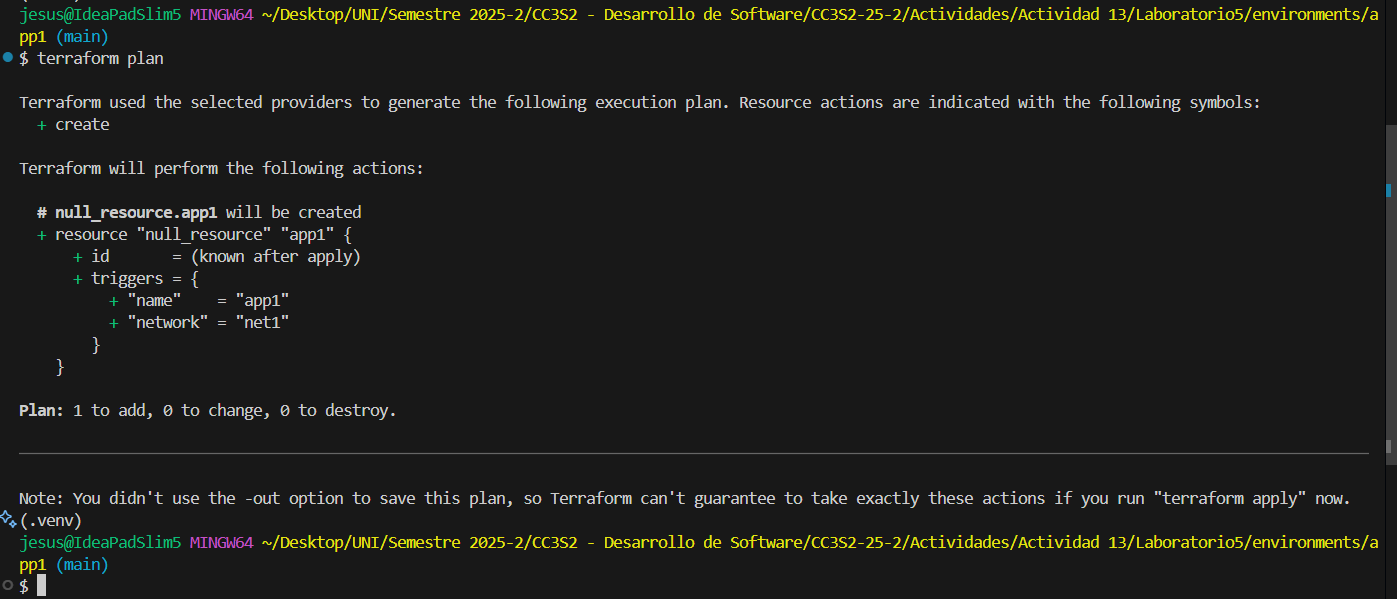 jesus@IdeaPadSlim5 MINGW64 ~/Desktop/UNI/Semestre 2025-2/CC3S2 - Desarrollo de Software/CC3S2-25-2/Actividades/Actividad 13/Laboratorio5/environments/a
pp1 (main)
$ terraform plan
Terraform used the selected providers to generate the following execution plan. Resource actions are indicated with the following symbols:
  + create
Terraform will perform the following actions:
  # null_resource.app1 will be created
  + resource "null_resource" "app1" {
      + id       = (known after apply)
      + triggers = {
          + "name"    = "app1"
          + "network" = "net1"
        }
    }
Plan: 1 to add, 0 to change, 0 to destroy.
Note: You didn't use the -out option to save this plan, so Terraform can't guarantee to take exactly these actions if you run "terraform apply" now.
(.venv)
jesus@IdeaPadSlim5 MINGW64 ~/Desktop/UNI/Semestre 2025-2/CC3S2 - Desarrollo de Software/CC3S2-25-2/Actividades/Actividad 13/Laboratorio5/environments/a
pp1 (main)
$